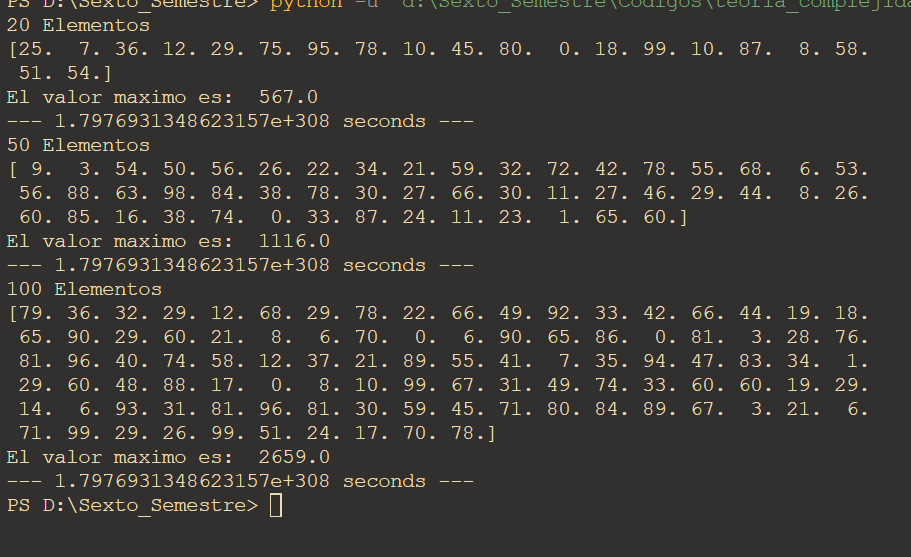 PS D:\Sexto_Semestre> python -u "d:\Sexto_Semestre\Codigos\teoria_complejida
20 Elementos
[25.  7. 36. 12. 29. 75. 95. 78. 10. 45. 80.  0. 18. 99. 10. 87.  8. 58.
 51. 54.]
El valor maximo es:  567.0
--- 1.7976931348623157e+308 seconds ---
50 Elementos
[ 9.  3. 54. 50. 56. 26. 22. 34. 21. 59. 32. 72. 42. 78. 55. 68.  6. 53.
 56. 88. 63. 98. 84. 38. 78. 30. 27. 66. 30. 11. 27. 46. 29. 44.  8. 26.
 60. 85. 16. 38. 74.  0. 33. 87. 24. 11. 23.  1. 65. 60.]
El valor maximo es:  1116.0
--- 1.7976931348623157e+308 seconds ---
100 Elementos
[79. 36. 32. 29. 12. 68. 29. 78. 22. 66. 49. 92. 33. 42. 66. 44. 19. 18.
 65. 90. 29. 60. 21.  8.  6. 70.  0.  6. 90. 65. 86.  0. 81.  3. 28. 76.
 81. 96. 40. 74. 58. 12. 37. 21. 89. 55. 41.  7. 35. 94. 47. 83. 34.  1.
 29. 60. 48. 88. 17.  0.  8. 10. 99. 67. 31. 49. 74. 33. 60. 60. 19. 29.
 14.  6. 93. 31. 81. 96. 81. 30. 59. 45. 71. 80. 84. 89. 67.  3. 21.  6.
 71. 99. 29. 26. 99. 51. 24. 17. 70. 78.]
El valor maximo es:  2659.0
--- 1.7976931348623157e+308 seconds ---
PS D:\Sexto_Semestre>